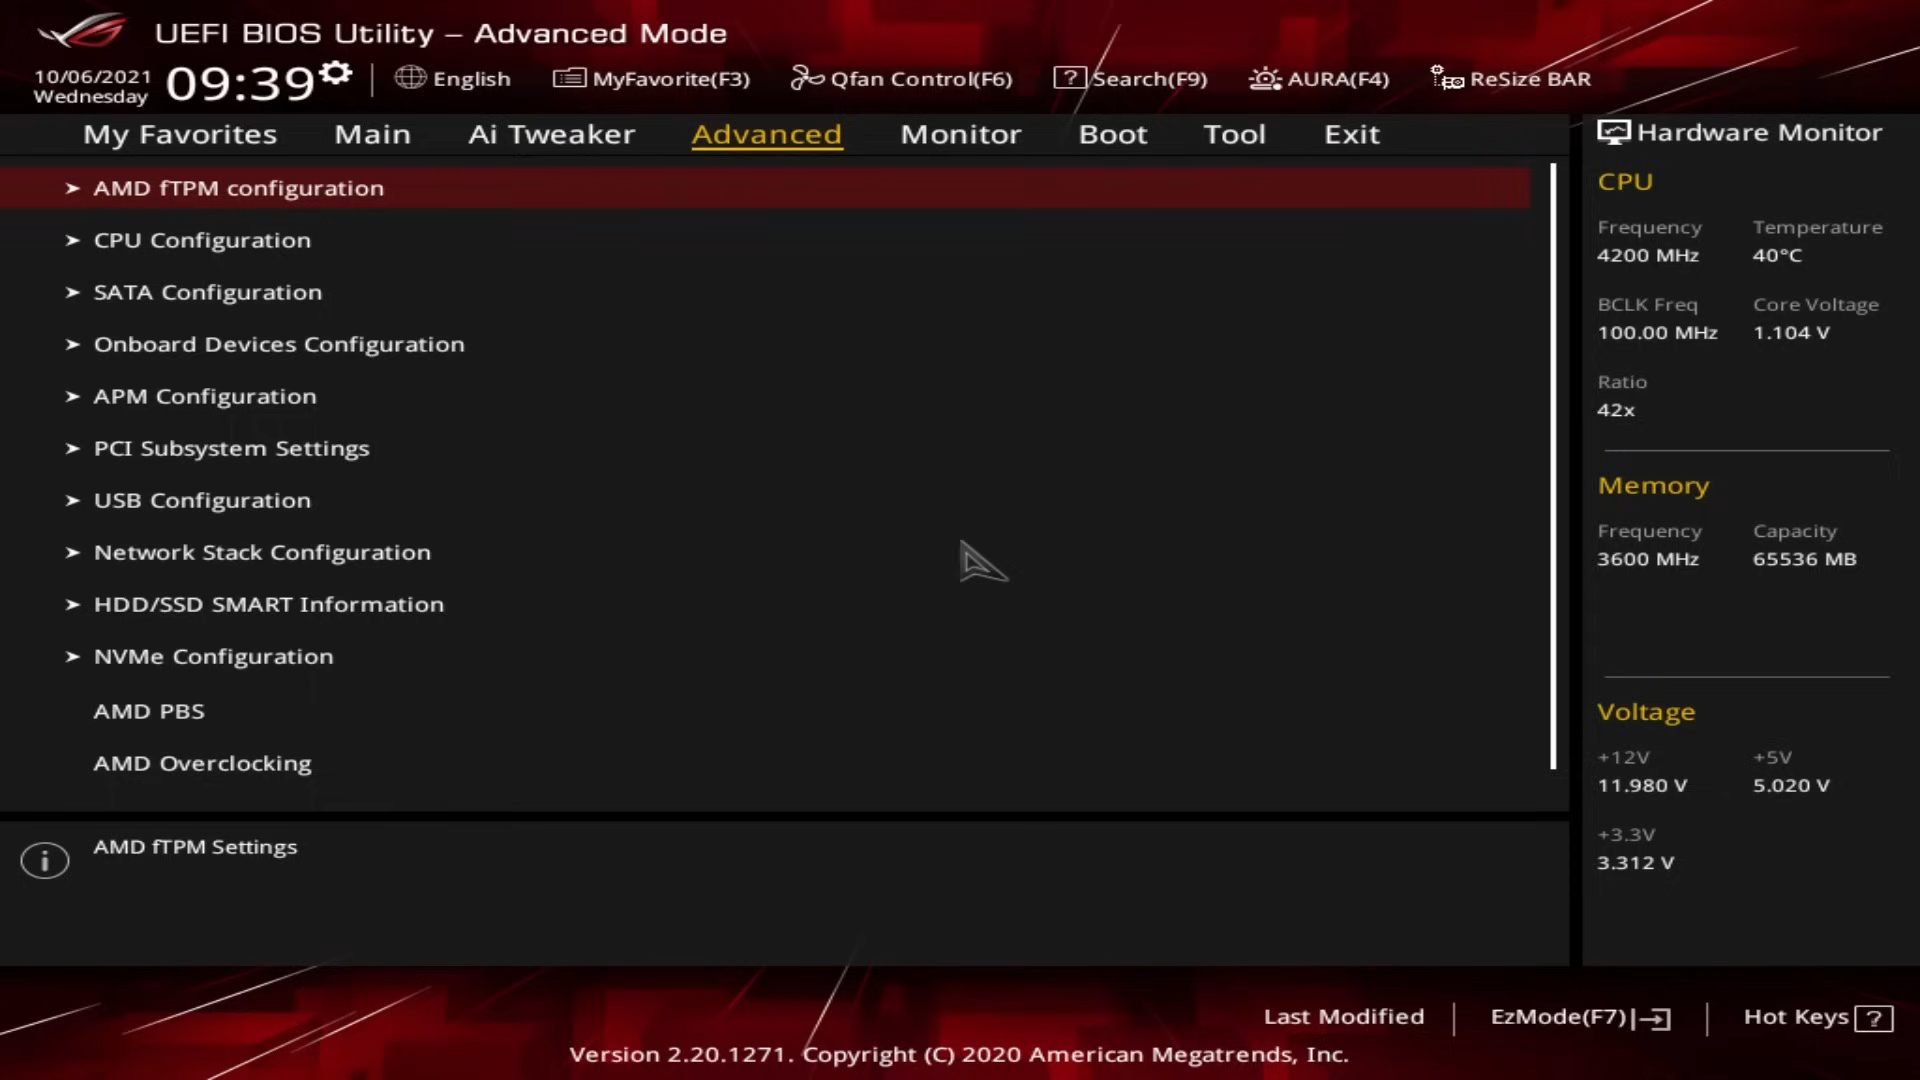 UEFI BIOS Utility – Advanced Mode
10/06/2021
Wednesday
09:39
English
MyFavorite(F3)
Qfan Control(F6)
? Search(F9)
AURA(F4)
ReSize BAR
My Favorites Main Ai Tweaker Advanced Monitor Boot Tool Exit
AMD fTPM configuration
CPU Configuration
SATA Configuration
Onboard Devices Configuration
APM Configuration
PCI Subsystem Settings
USB Configuration
Network Stack Configuration
HDD/SSD SMART Information
NVMe Configuration
AMD PBS
AMD Overclocking
i AMD fTPM Settings
Hardware Monitor
CPU
Frequency Temperature
4200 MHz 40°C
BCLK Freq Core Voltage
100.00 MHz 1.104 V
Ratio
42x
Memory
Frequency Capacity
3600 MHz 65536 MB
Voltage
+12V +5V
11.980 V 5.020 V
+3.3V
3.312 V
Last Modified EzMode(F7) Hot Keys ?
Version 2.20.1271. Copyright (C) 2020 American Megatrends, Inc.